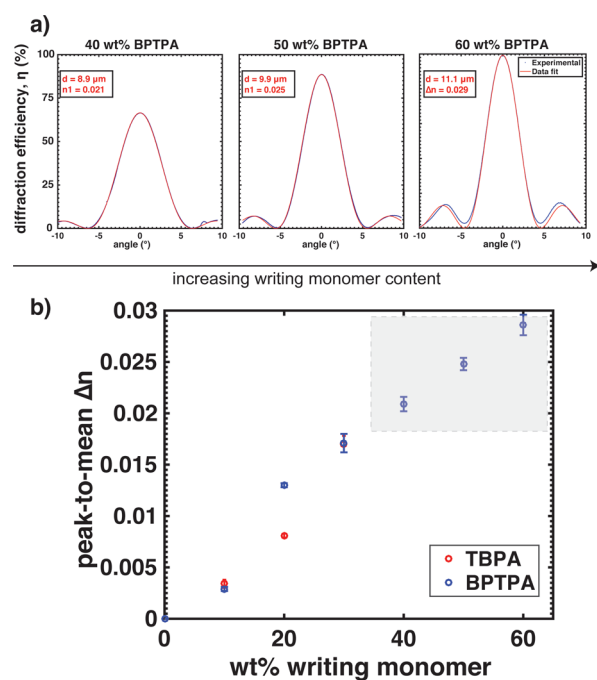 a)
40 wt% BPTPA
50 wt% BPTPA
60 wt% BPTPA
diffraction efficiency, η (%)
100
75
50
25
0
d = 8.9 µm
n1 = 0.021
d = 9.9 µm
n1 = 0.025
d = 11.1 µm
Δn = 0.029
Experimental
Data fit
-10 -5 0 5 10
-10 -5 0 5 10
-10 -5 0 5 10
angle (°)
angle (°)
angle (°)
increasing writing monomer content
b)
peak-to-mean Δn
0.03
0.025
0.02
0.015
0.01
0.005
0
TBPA
BPTPA
0 20 40 60
wt% writing monomer